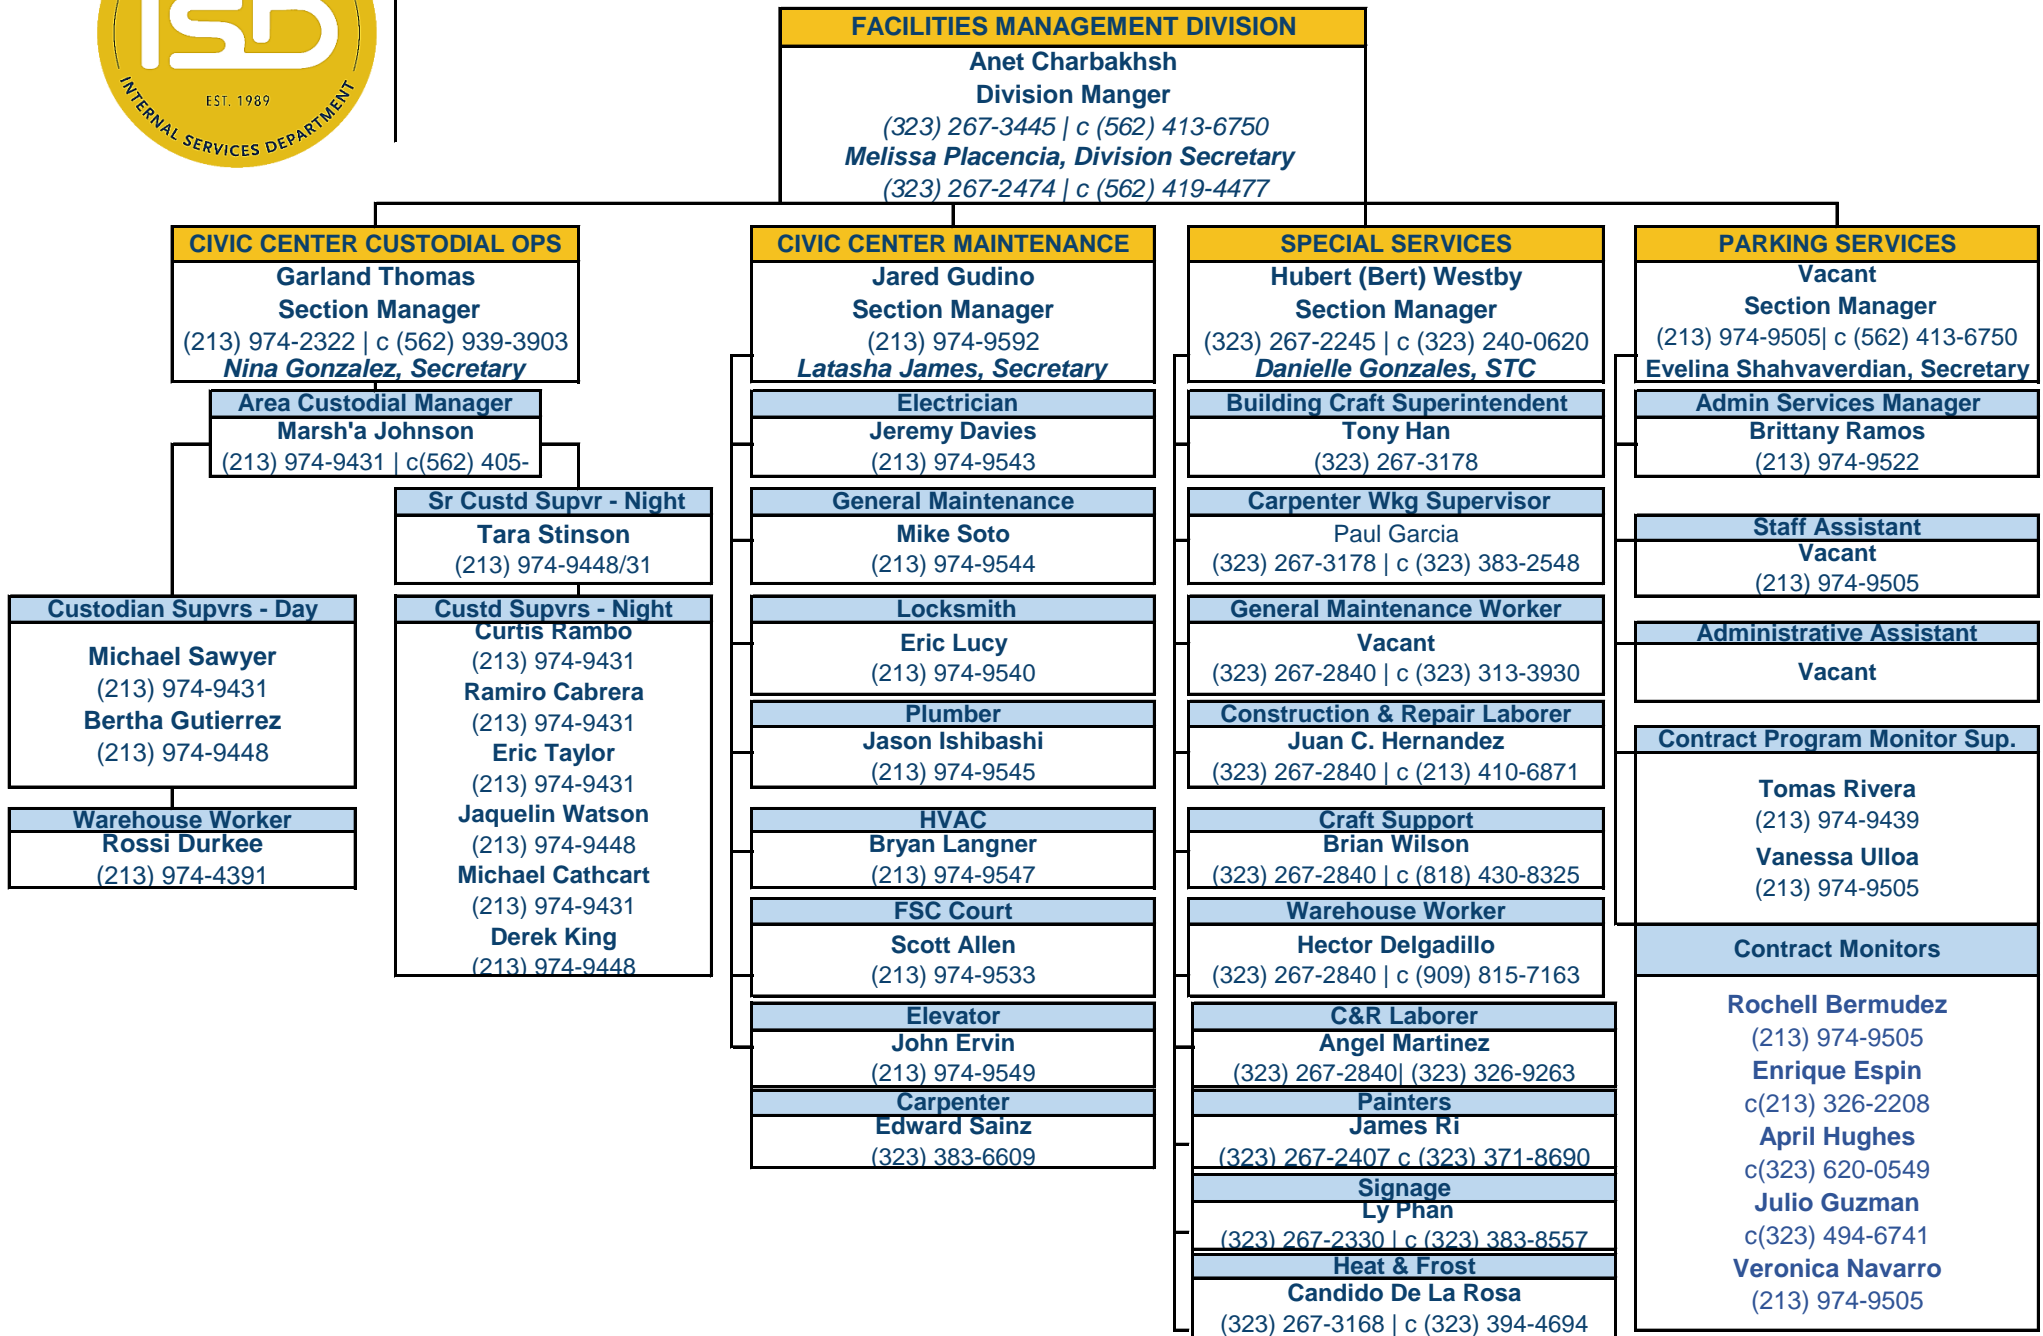 ISD
EST. 1989
INTERNAL SERVICES DEPARTMENT
FACILITIES MANAGEMENT DIVISION
Anet Charbakhsh
Division Manger
(323) 267-3445 | c (562) 413-6750
Melissa Placencia, Division Secretary
(323) 267-2474 | c (562) 419-4477
CIVIC CENTER CUSTODIAL OPS
Garland Thomas
Section Manager
(213) 974-2322 | c (562) 939-3903
Nina Gonzalez, Secretary
Area Custodial Manager
Marsh'a Johnson
(213) 974-9431 | c(562) 405-
Sr Custd Supvr - Night
Tara Stinson
(213) 974-9448/31
Custodian Supvrs - Day
Michael Sawyer
(213) 974-9431
Bertha Gutierrez
(213) 974-9448
Warehouse Worker
Rossi Durkee
(213) 974-4391
Custd Supvrs - Night
Curtis Rambo
(213) 974-9431
Ramiro Cabrera
(213) 974-9431
Eric Taylor
(213) 974-9431
Jaquelin Watson
(213) 974-9448
Michael Cathcart
(213) 974-9431
Derek King
(213) 974-9448
CIVIC CENTER MAINTENANCE
Jared Gudino
Section Manager
(213) 974-9592
Latasha James, Secretary
Electrician
Jeremy Davies
(213) 974-9543
General Maintenance
Mike Soto
(213) 974-9544
Locksmith
Eric Lucy
(213) 974-9540
Plumber
Jason Ishibashi
(213) 974-9545
HVAC
Bryan Langner
(213) 974-9547
FSC Court
Scott Allen
(213) 974-9533
Elevator
John Ervin
(213) 974-9549
Carpenter
Edward Sainz
(323) 383-6609
SPECIAL SERVICES
Hubert (Bert) Westby
Section Manager
(323) 267-2245 | c (323) 240-0620
Danielle Gonzales, STC
Building Craft Superintendent
Tony Han
(323) 267-3178
Carpenter Wkg Supervisor
Paul Garcia
(323) 267-3178 | c (323) 383-2548
General Maintenance Worker
Vacant
(323) 267-2840 | c (323) 313-3930
Construction & Repair Laborer
Juan C. Hernandez
(323) 267-2840 | c (213) 410-6871
Craft Support
Brian Wilson
(323) 267-2840 | c (818) 430-8325
Warehouse Worker
Hector Delgadillo
(323) 267-2840 | c (909) 815-7163
C&R Laborer
Angel Martinez
(323) 267-2840| (323) 326-9263
Painters
James Ri
(323) 267-2407 c (323) 371-8690
Signage
Ly Phan
(323) 267-2330 | c (323) 383-8557
Heat & Frost
Candido De La Rosa
(323) 267-3168 | c (323) 394-4694
PARKING SERVICES
Vacant
Section Manager
(213) 974-9505| c (562) 413-6750
Evelina Shahvaverdian, Secretary
Admin Services Manager
Brittany Ramos
(213) 974-9522
Staff Assistant
Vacant
(213) 974-9505
Administrative Assistant
Vacant
Contract Program Monitor Sup.
Tomas Rivera
(213) 974-9439
Vanessa Ulloa
(213) 974-9505
Contract Monitors
Rochell Bermudez
(213) 974-9505
Enrique Espin
c(213) 326-2208
April Hughes
c(323) 620-0549
Julio Guzman
c(323) 494-6741
Veronica Navarro
(213) 974-9505